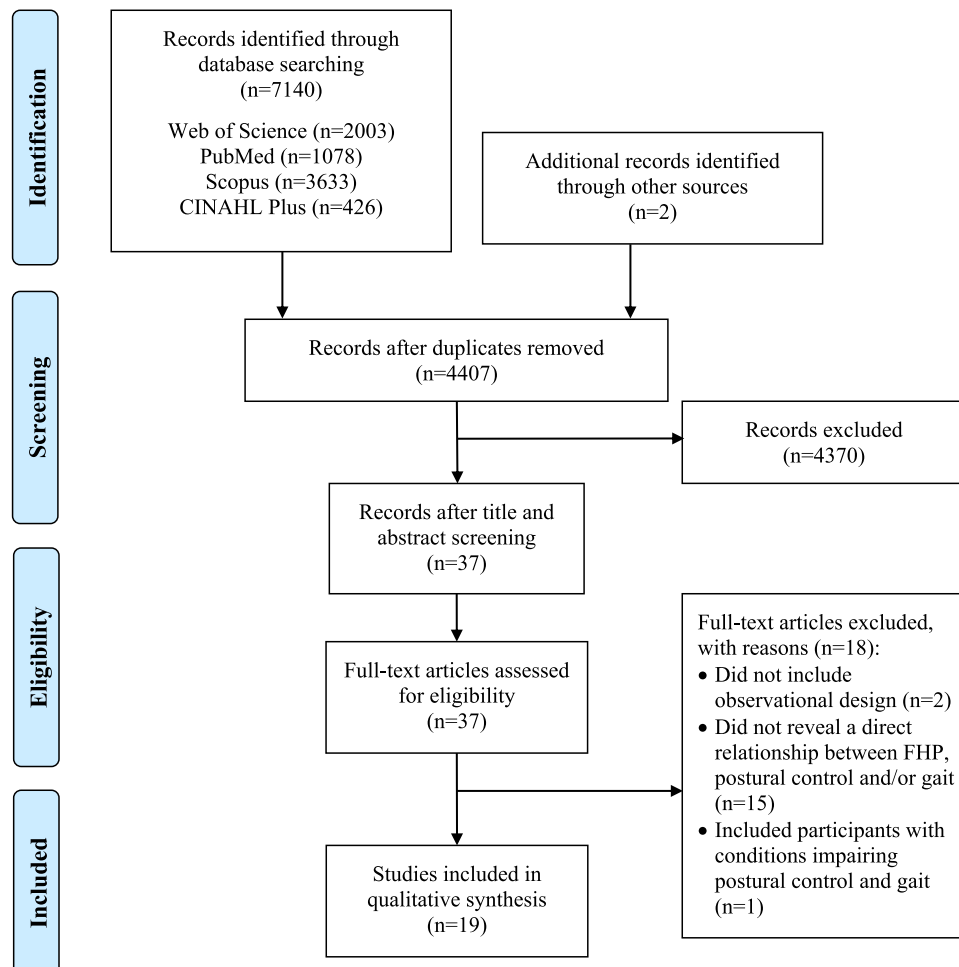 Identification
Records identified through
database searching
(n=7140)
Web of Science (n=2003)
PubMed (n=1078)
Scopus (n=3633)
CINAHL Plus (n=426)
Additional records identified
through other sources
(n=2)
Screening
Records after duplicates removed
(n=4407)
Records excluded
(n=4370)
Records after title and
abstract screening
(n=37)
Eligibility
Full-text articles assessed
for eligibility
(n=37)
Full-text articles excluded,
with reasons (n=18):
• Did not include
observational design (n=2)
• Did not reveal a direct
relationship between FHP,
postural control and/or gait
(n=15)
• Included participants with
conditions impairing
postural control and gait
(n=1)
Included
Studies included in
qualitative synthesis
(n=19)